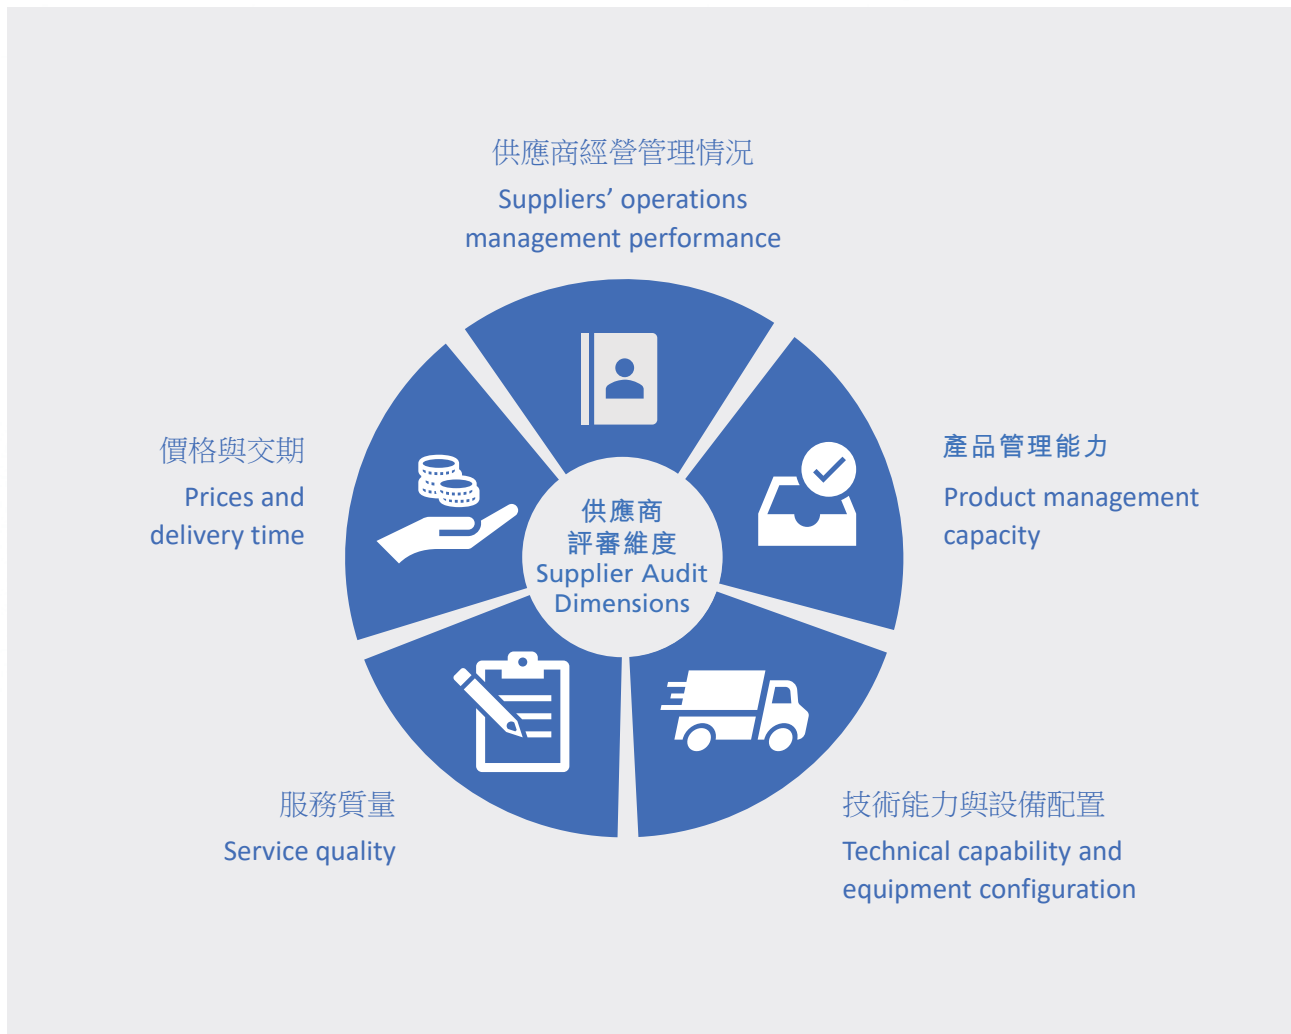 供應商經營管理情況
Suppliers’ operations
management performance
價格與交期
Prices and
delivery time
產品管理能力
Product management
capacity
供應商
評審維度
Supplier Audit
Dimensions
服務質量
Service quality
技術能力與設備配置
Technical capability and
equipment configuration